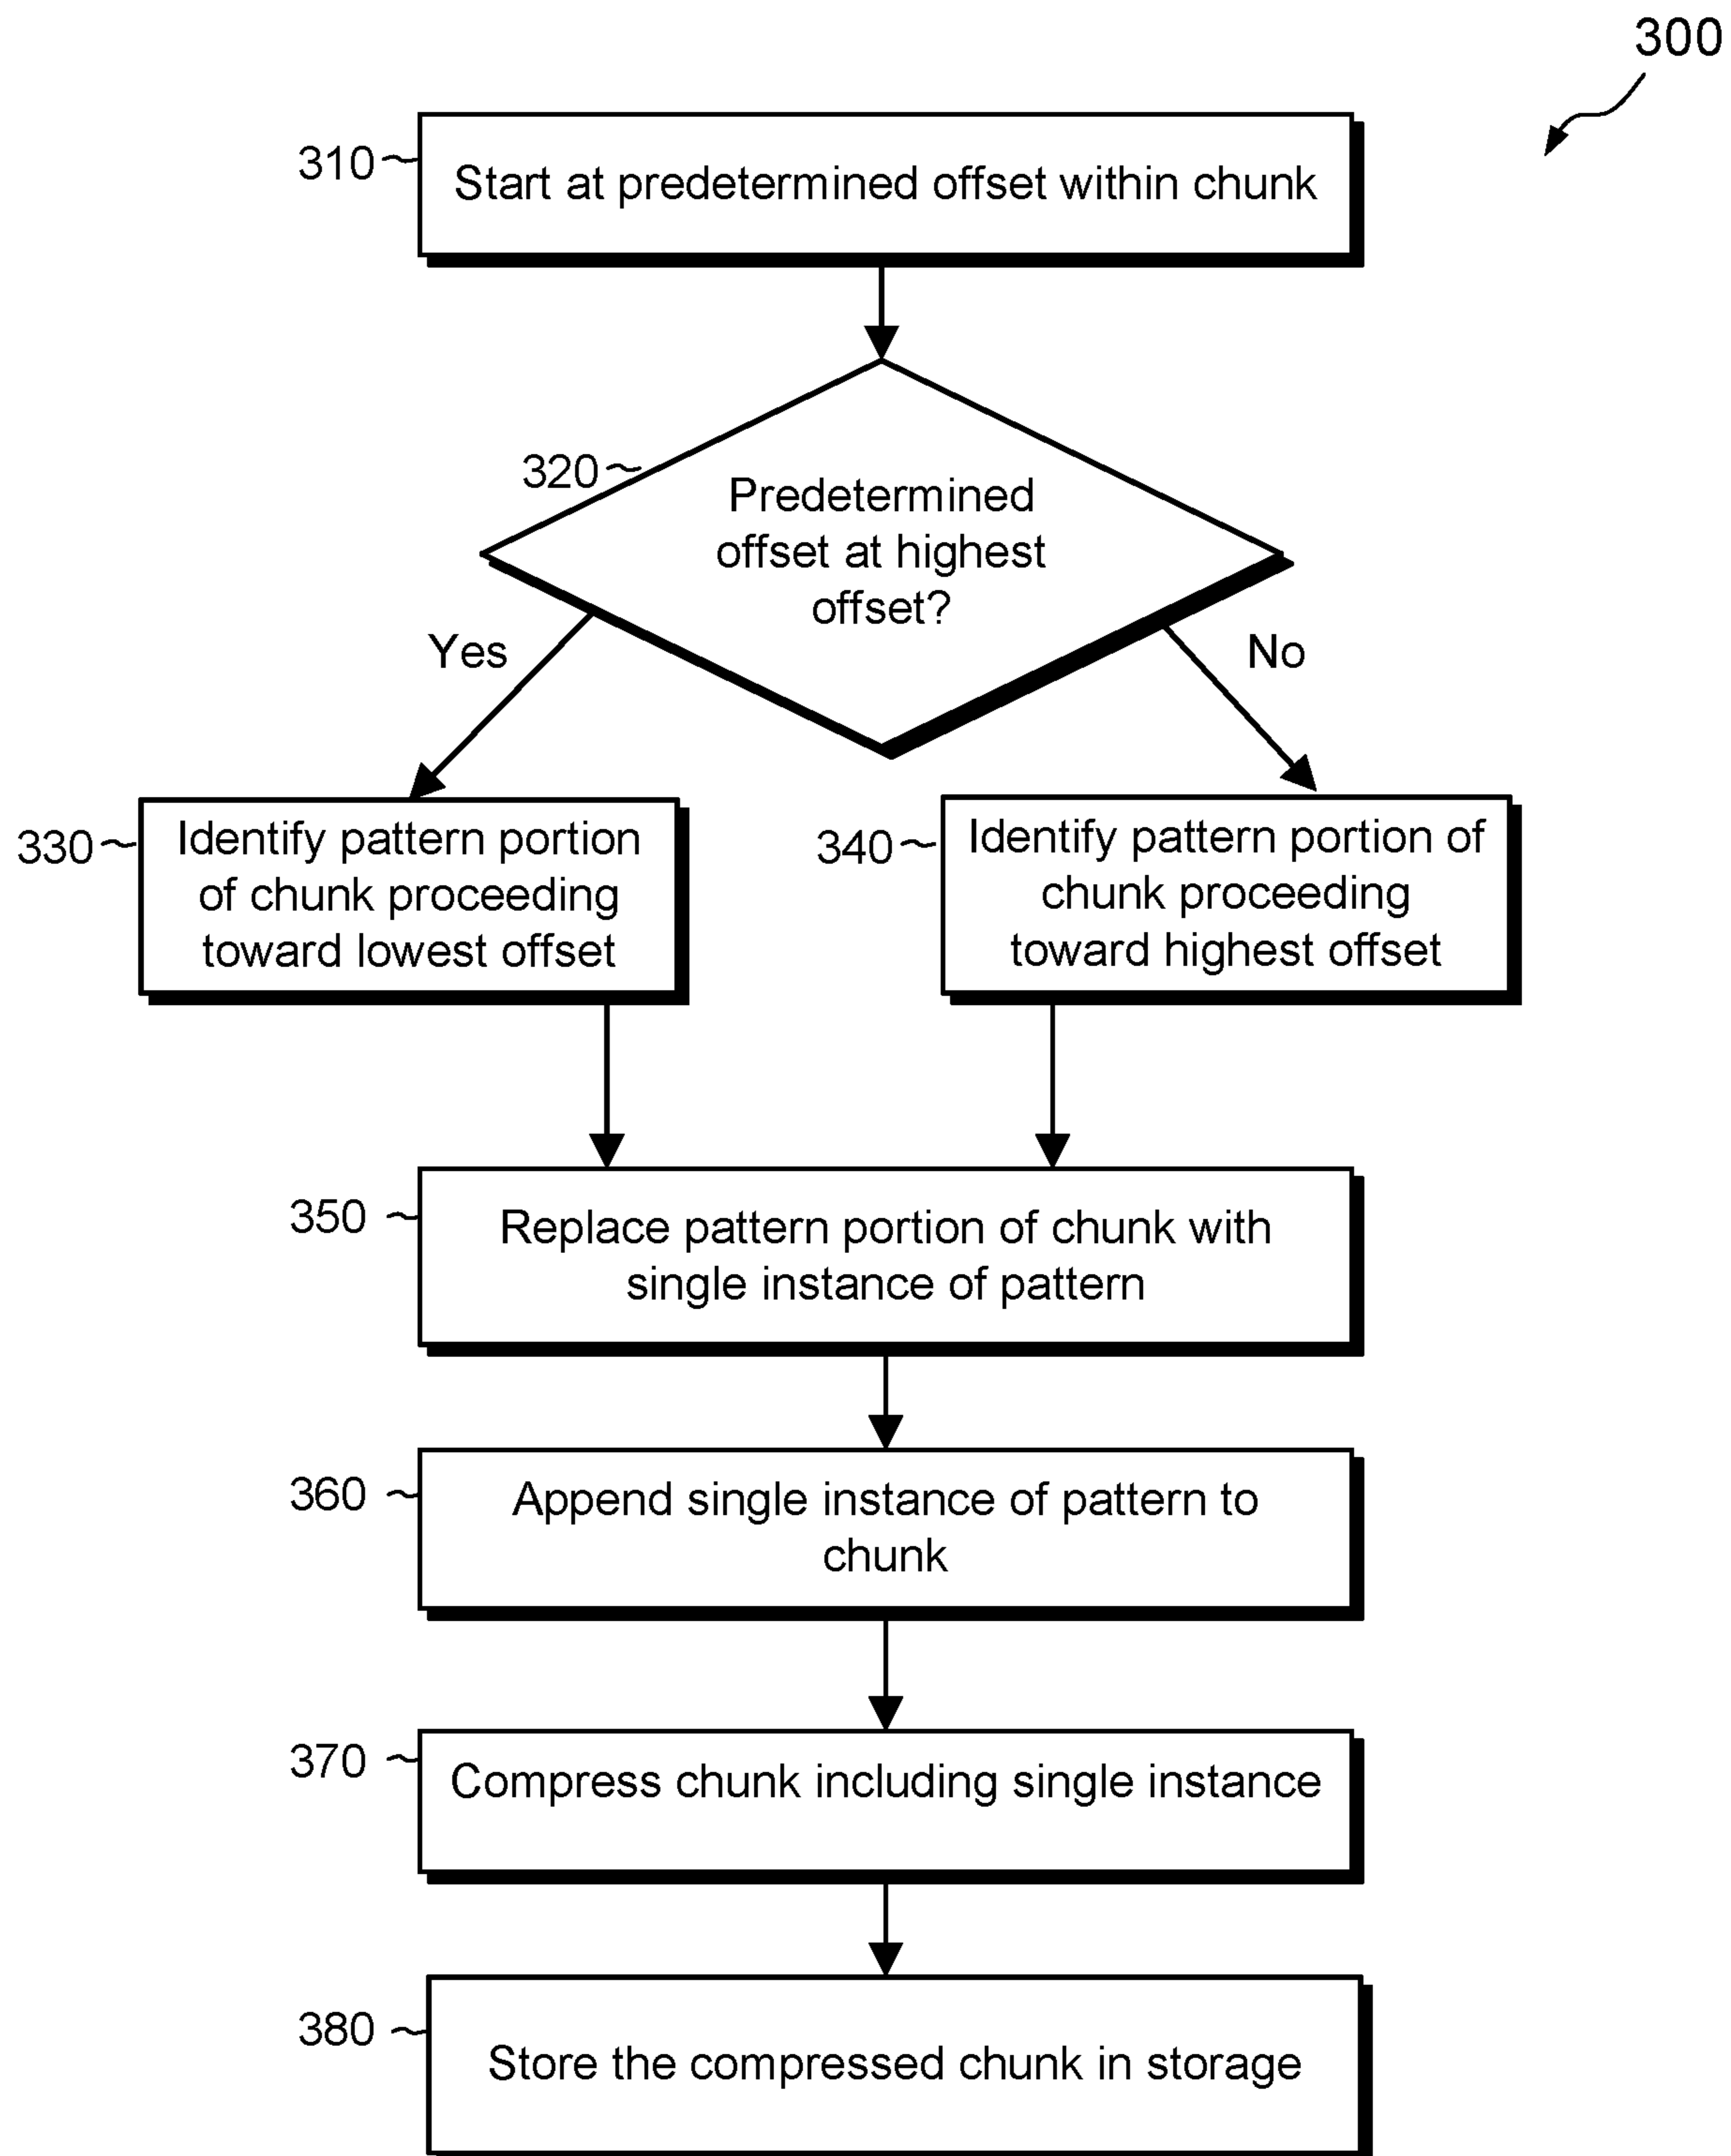 300
310
Start at predetermined offset within chunk
320
Predetermined
offset at highest
offset?
Yes
No
330
Identify pattern portion
of chunk proceeding
toward lowest offset
340
Identify pattern portion of
chunk proceeding
toward highest offset
350
Replace pattern portion of chunk with
single instance of pattern
360
Append single instance of pattern to
chunk
370
Compress chunk including single instance
380
Store the compressed chunk in storage